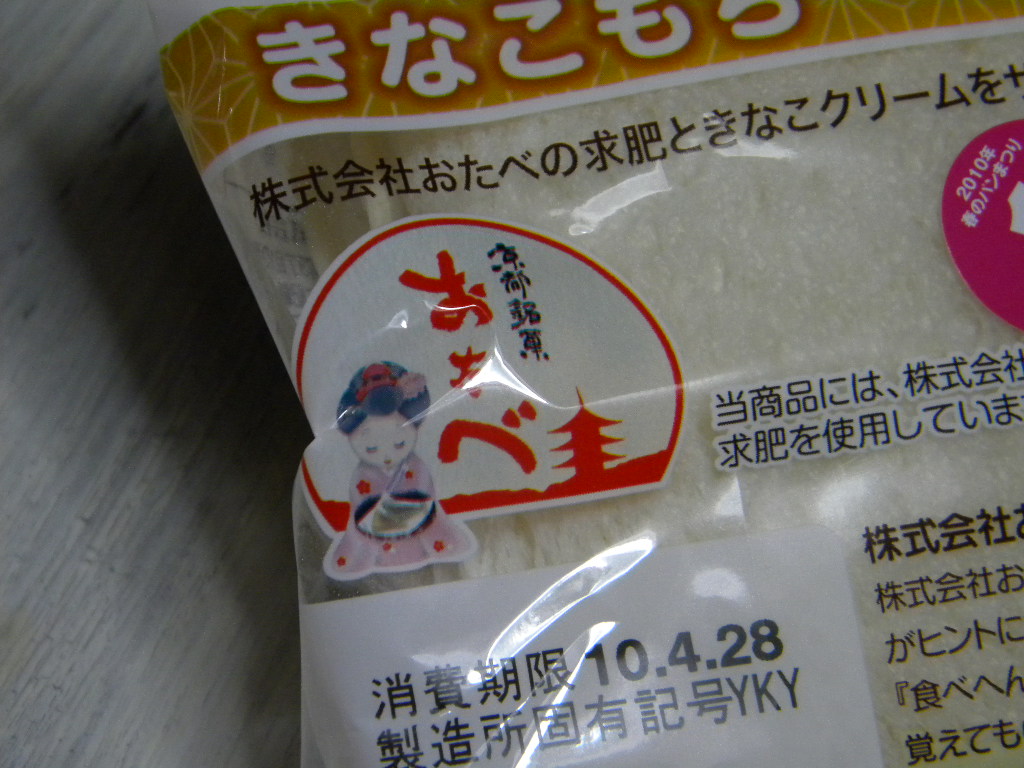 きなこもち
株式会社おたべの求肥ときなこクリームをサ
2010年
春のパンまつり
京都銘菓
おたべ
当商品には、株式会社
求肥を使用していま
株式会社お
株式会社お
がヒントに
『食べへん
覚えても
消費期限10.4.28
製造所固有記号YKY